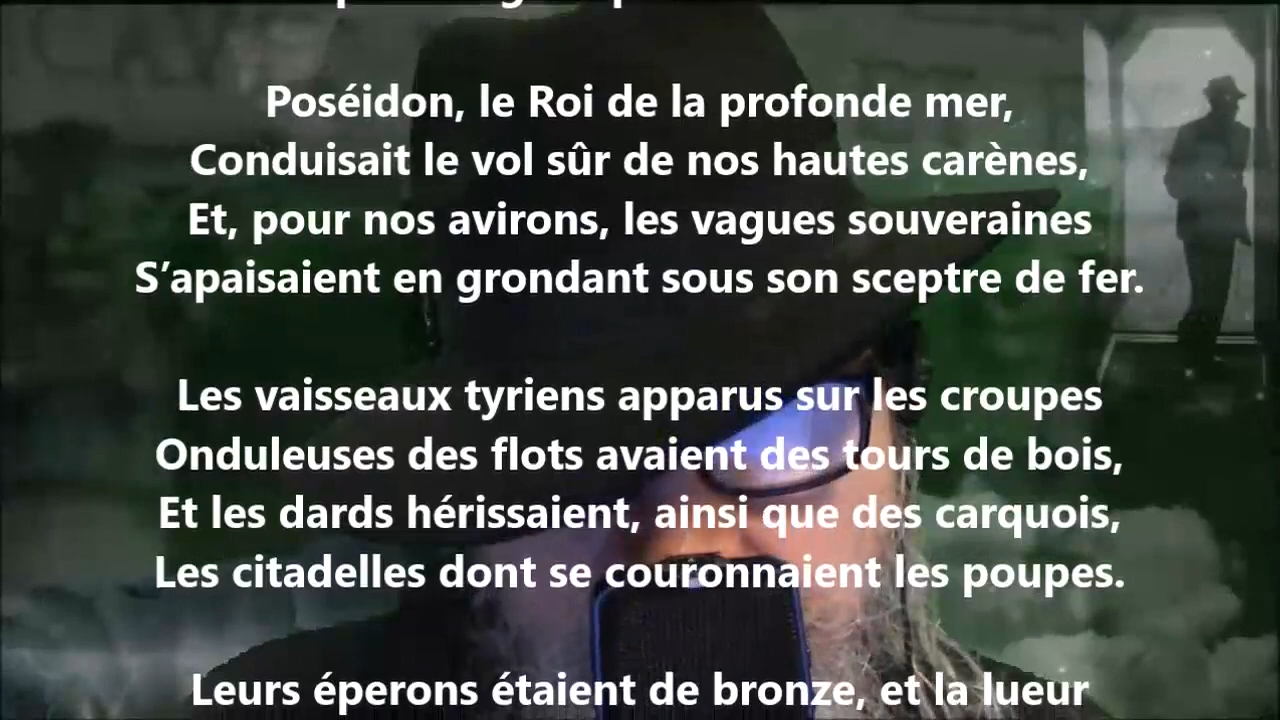 Poséidon, le Roi de la profonde mer,
Conduisait le vol sûr de nos hautes carènes,
Et, pour nos avirons, les vagues souveraines
S’apaisaient en grondant sous son sceptre de fer.
Les vaisseaux tyriens apparus sur les croupes
Onduleuses des flots avaient des tours de bois,
Et les dards hérissaient, ainsi que des carquois,
Les citadelles dont se couronnaient les poupes.
Leurs éperons étaient de bronze, et la lueur